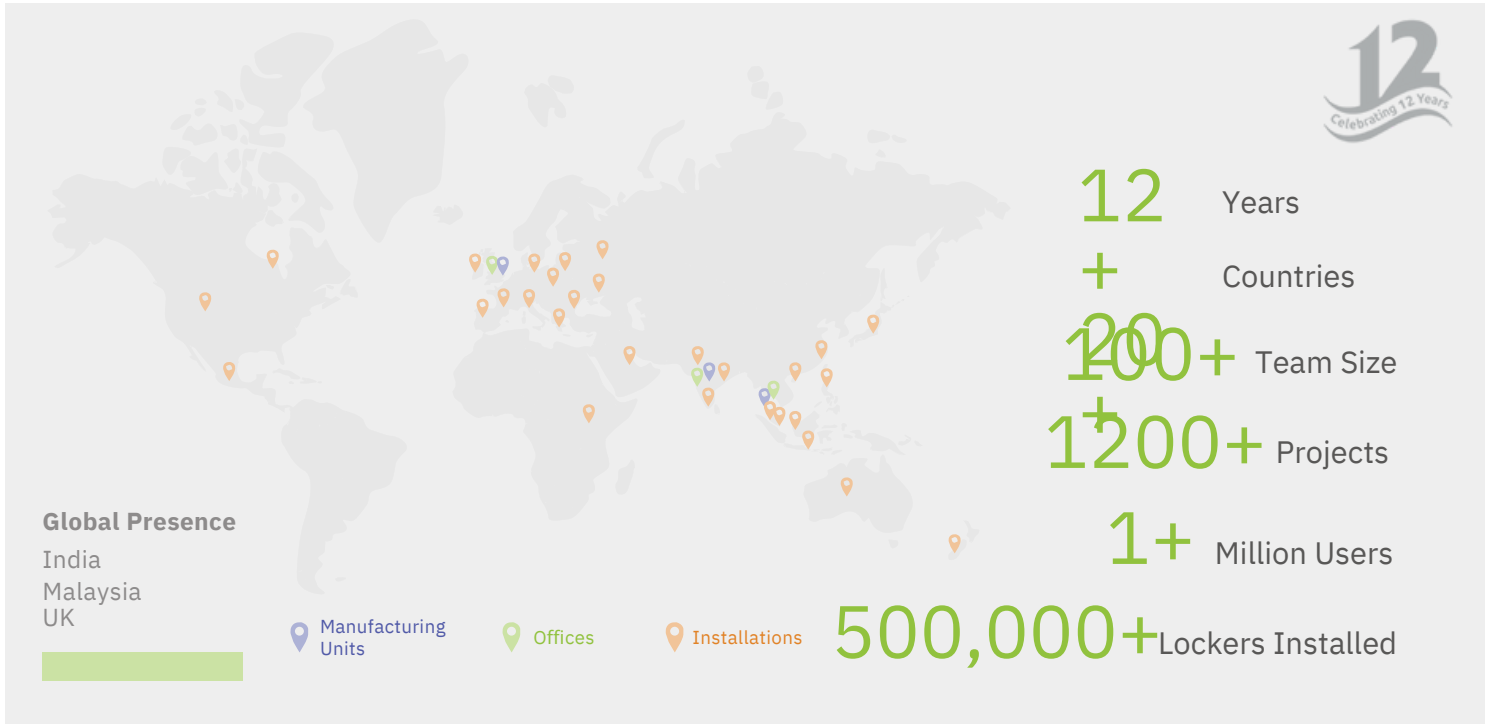 12
Celebrating 12 Years
12
+
Years
20
+
Countries
100+ Team Size
1200+ Projects
1+ Million Users
500,000+ Lockers Installed
Global Presence
India
Malaysia
UK
Manufacturing
Units
Offices
Installations